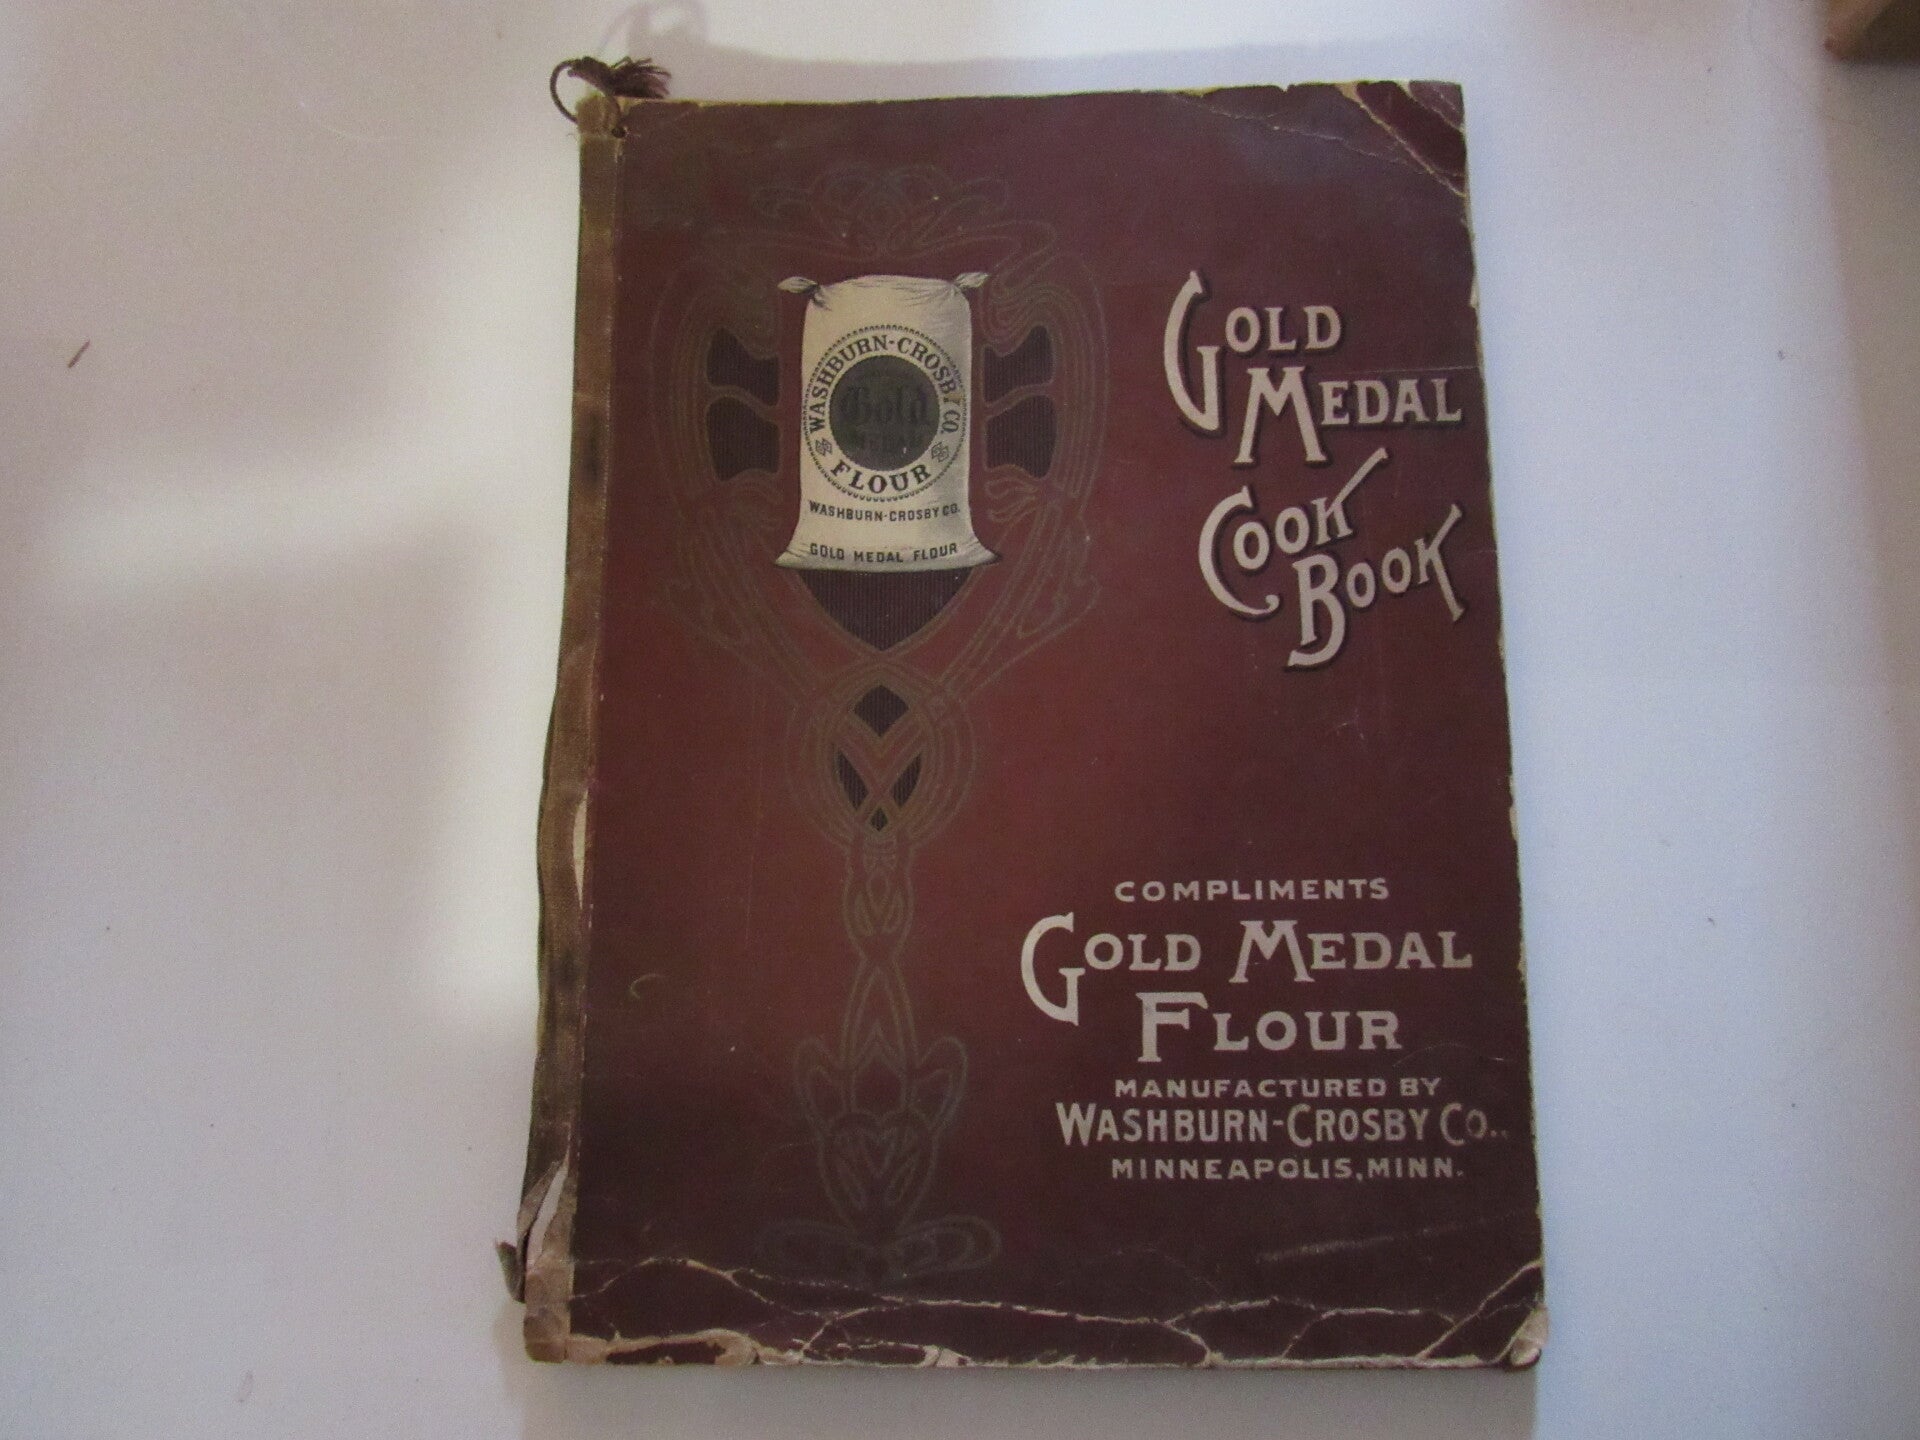 WASHBURN-CROSBY CO.
Gold
MEDAL
FLOUR
WASHBURN-CROSBY CO.
GOLD MEDAL FLOUR
GOLD
MEDAL
COOK
BOOK
COMPLIMENTS
GOLD MEDAL
FLOUR
MANUFACTURED BY
WASHBURN-CROSBY CO.,
MINNEAPOLIS, MINN.